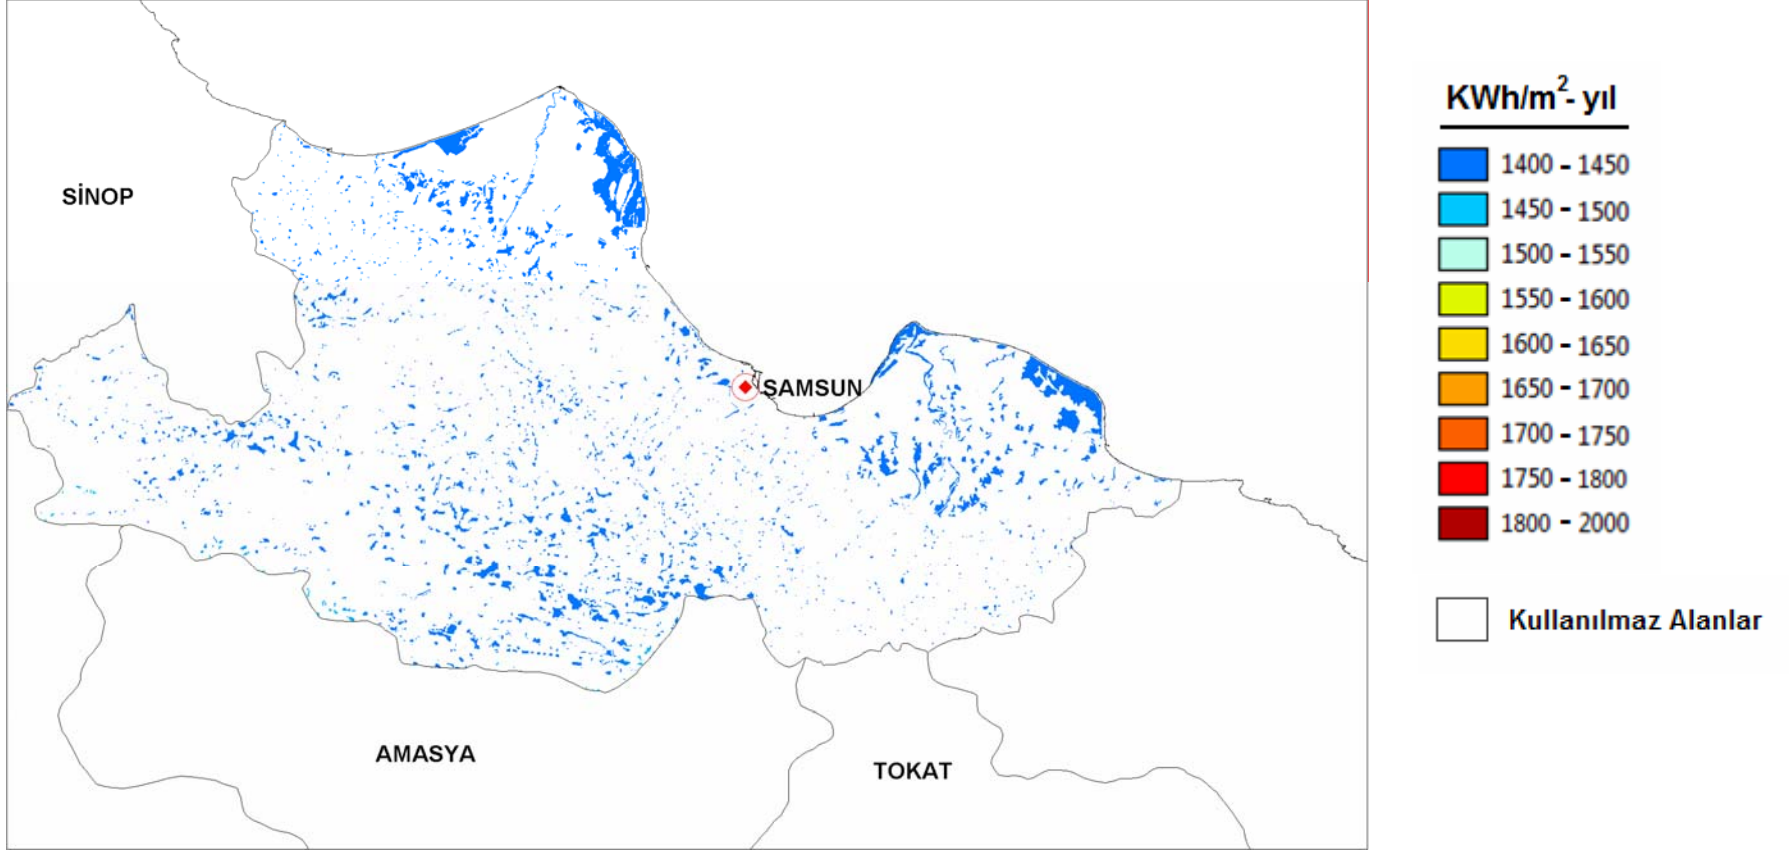 SİNOP
SAMSUN
AMASYA
TOKAT
KWh/m²- yıl
1400 - 1450
1450 - 1500
1500 - 1550
1550 - 1600
1600 - 1650
1650 - 1700
1700 - 1750
1750 - 1800
1800 - 2000
Kullanılmaz Alanlar